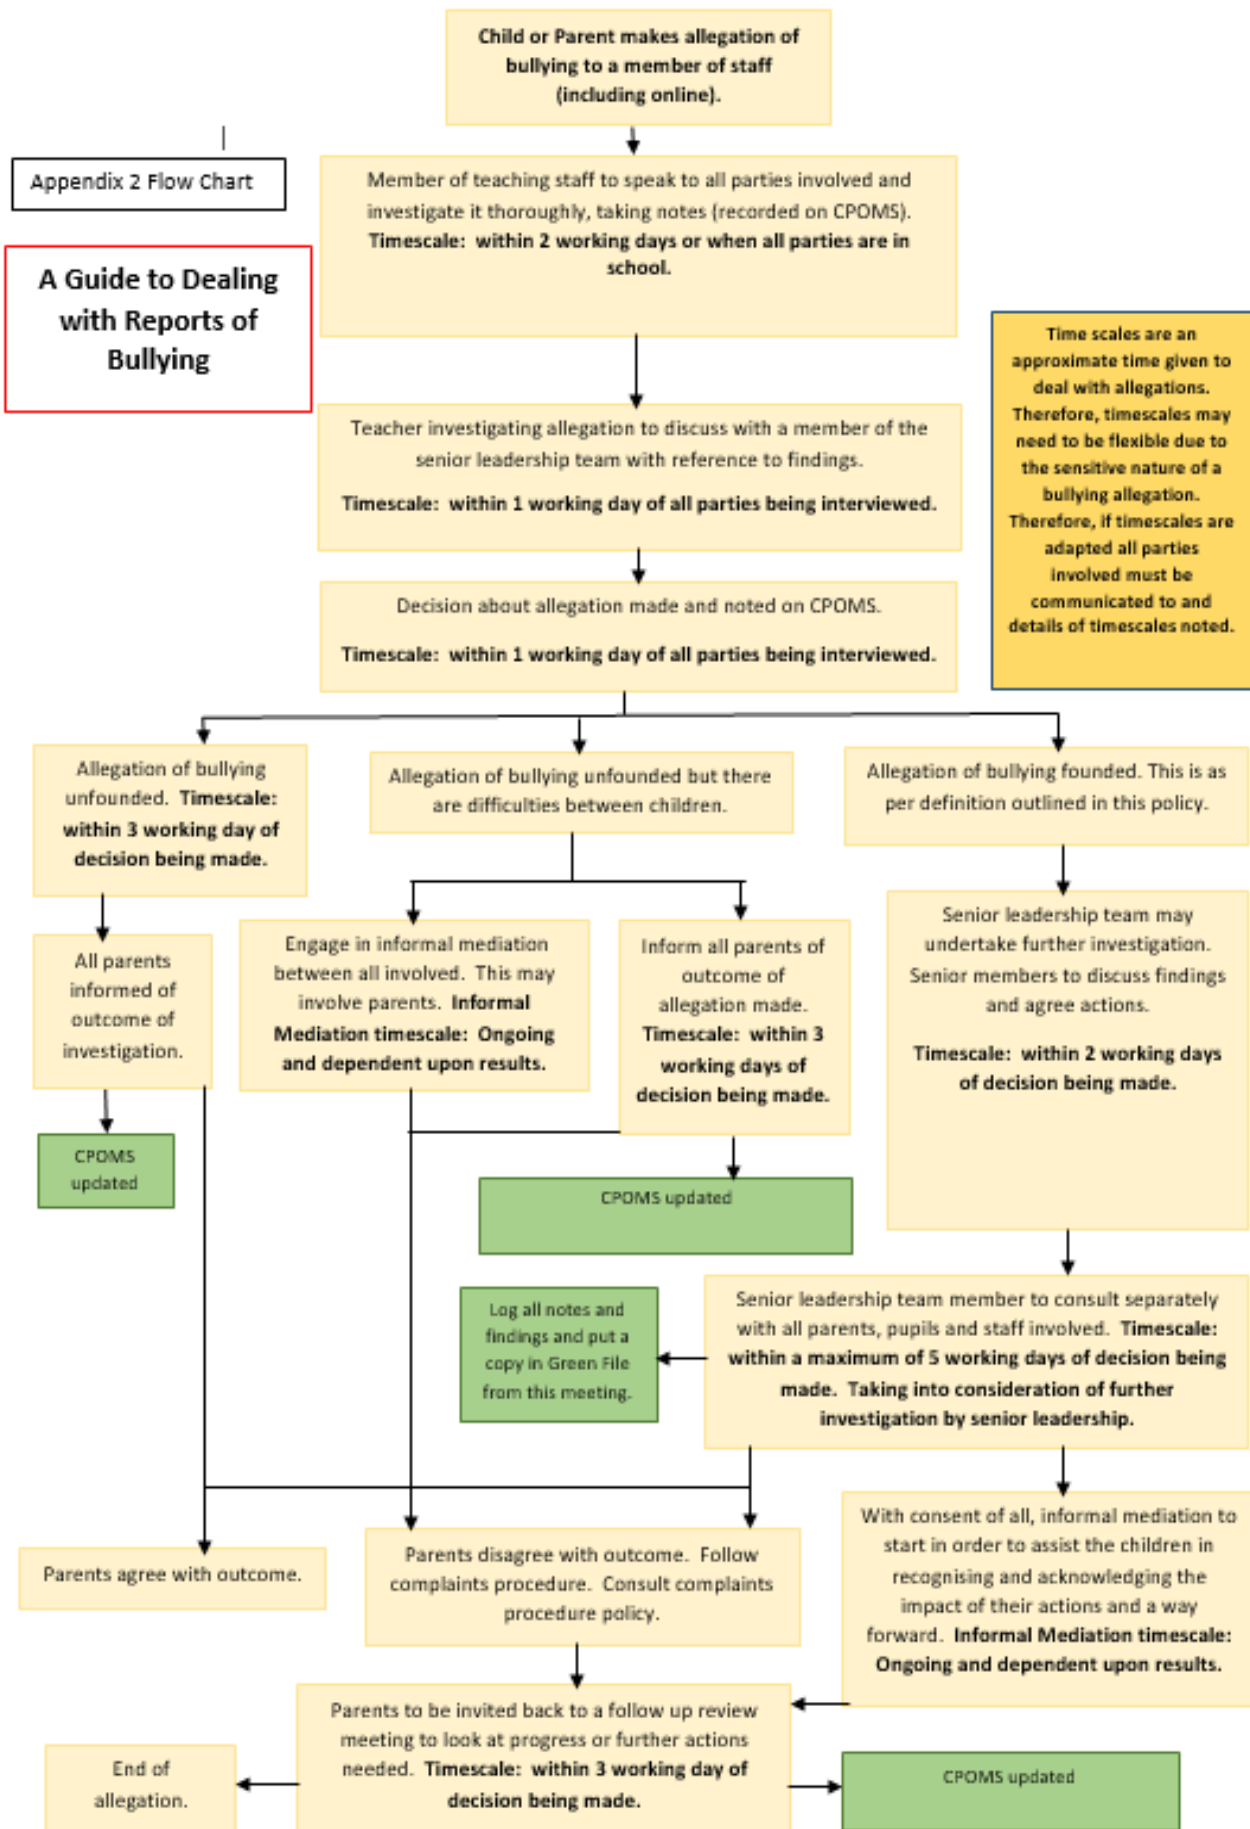 Child or Parent makes allegation of
bullying to a member of staff
(including online).
Appendix 2 Flow Chart
Member of teaching staff to speak to all parties involved and
investigate it thoroughly, taking notes (recorded on CPOMS).
Timescale: within 2 working days or when all parties are in
school.
A Guide to Dealing
with Reports of
Bullying
Time scales are an
approximate time given to
deal with allegations.
Therefore, timescales may
need to be flexible due to
the sensitive nature of a
bullying allegation.
Therefore, if timescales are
adapted all parties
involved must be
communicated to and
details of timescales noted.
Teacher investigating allegation to discuss with a member of the
senior leadership team with reference to findings.
Timescale: within 1 working day of all parties being interviewed.
Decision about allegation made and noted on CPOMS.
Timescale: within 1 working day of all parties being interviewed.
Allegation of bullying
unfounded. Timescale:
within 3 working day of
decision being made.
Allegation of bullying unfounded but there
are difficulties between children.
Allegation of bullying founded. This is as
per definition outlined in this policy.
All parents
informed of
outcome of
investigation.
Engage in informal mediation
between all involved. This may
involve parents. Informal
Mediation timescale: Ongoing
and dependent upon results.
Inform all parents of
outcome of
allegation made.
Timescale: within 3
working days of
decision being made.
Senior leadership team may
undertake further investigation.
Senior members to discuss findings
and agree actions.
Timescale: within 2 working days
of decision being made.
CPOMS
updated
CPOMS updated
Log all notes and
findings and put a
copy in Green File
from this meeting.
Senior leadership team member to consult separately
with all parents, pupils and staff involved. Timescale:
within a maximum of 5 working days of decision being
made. Taking into consideration of further
investigation by senior leadership.
Parents agree with outcome.
Parents disagree with outcome. Follow
complaints procedure. Consult complaints
procedure policy.
With consent of all, informal mediation to
start in order to assist the children in
recognising and acknowledging the
impact of their actions and a way
forward. Informal Mediation timescale:
Ongoing and dependent upon results.
Parents to be invited back to a follow up review
meeting to look at progress or further actions
needed. Timescale: within 3 working day of
decision being made.
End of
allegation.
CPOMS updated